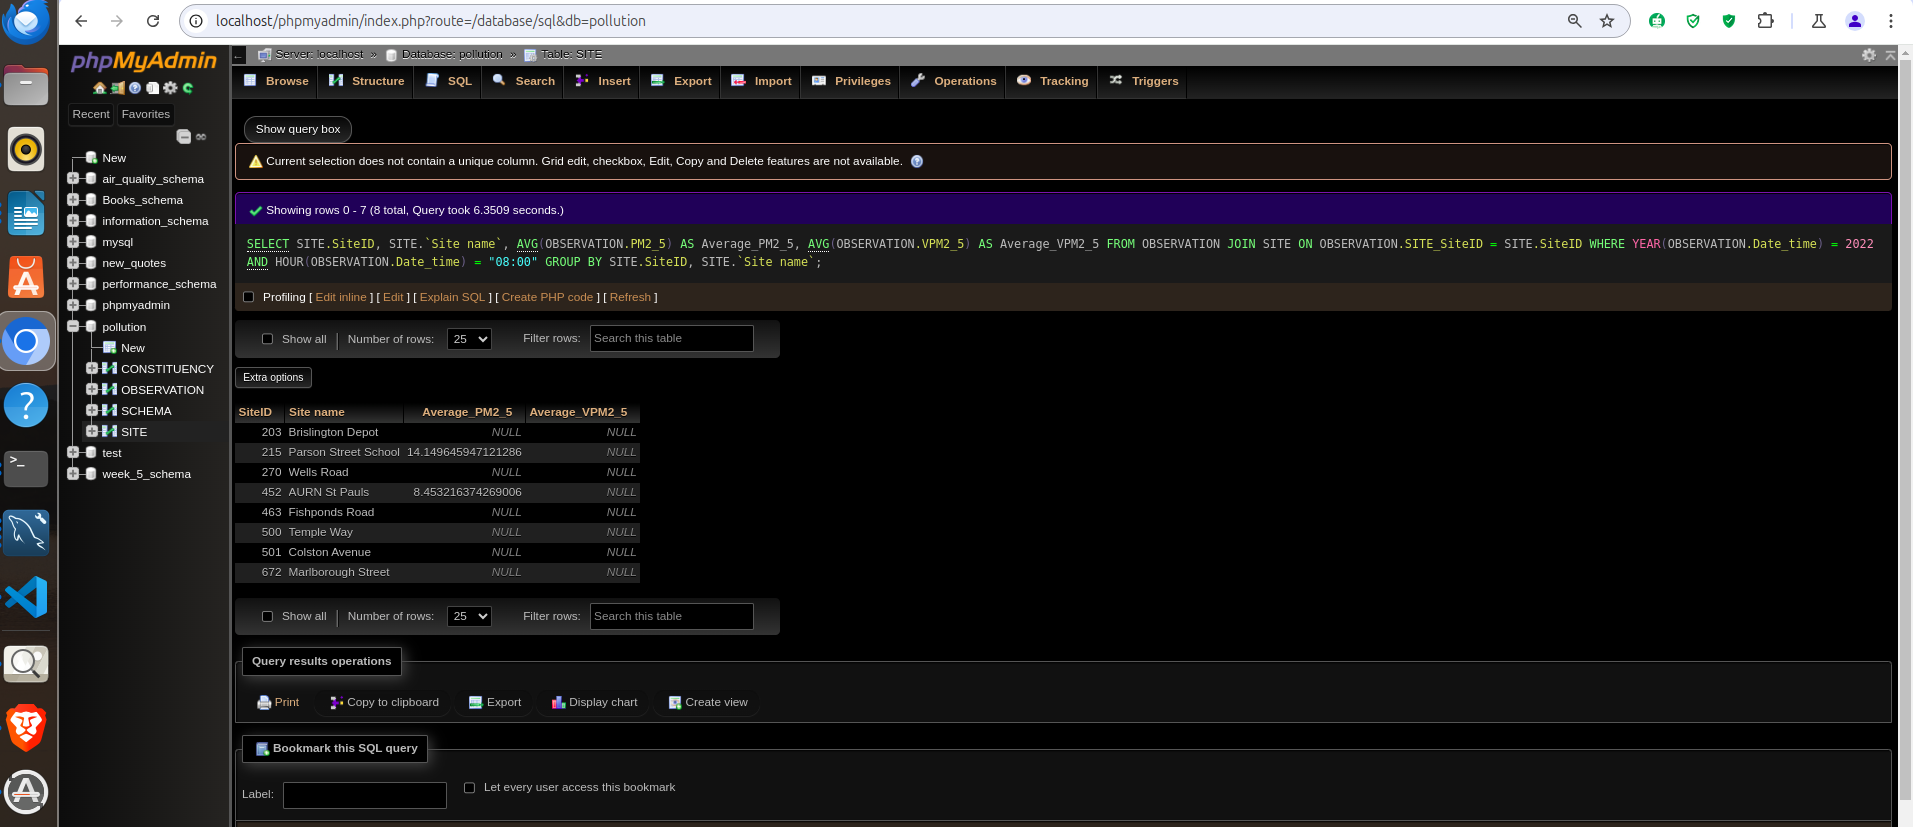 localhost/phpmyadmin/index.php?route=/database/sql&db=pollution
phpMyAdmin
Server: localhost » Database: pollution » Table: SITE
Browse Structure SQL Search Insert Export Import Privileges Operations Tracking Triggers
Recent Favorites
New
air_quality_schema
Books_schema
information_schema
mysql
new_quotes
performance_schema
phpmyadmin
pollution
New
CONSTITUENCY
OBSERVATION
SCHEMA
SITE
test
week_5_schema
Show query box
Current selection does not contain a unique column. Grid edit, checkbox, Edit, Copy and Delete features are not available.
Showing rows 0 - 7 (8 total, Query took 6.3509 seconds.)
SELECT SITE.SiteID, SITE.`Site name`, AVG(OBSERVATION.PM2_5) AS Average_PM2_5, AVG(OBSERVATION.VPM2_5) AS Average_VPM2_5 FROM OBSERVATION JOIN SITE ON OBSERVATION.SITE_SiteID = SITE.SiteID WHERE YEAR(OBSERVATION.Date_time) = 2022
AND HOUR(OBSERVATION.Date_time) = "08:00" GROUP BY SITE.SiteID, SITE.`Site name`;
Profiling [ Edit inline ] [ Edit ] [ Explain SQL ] [ Create PHP code ] [ Refresh ]
Show all Number of rows: 25 Filter rows: Search this table
Extra options
SiteID Site name Average_PM2_5 Average_VPM2_5
203 Brislington Depot NULL NULL
215 Parson Street School 14.149645947121286 NULL
270 Wells Road NULL NULL
452 AURN St Pauls 8.453216374269006 NULL
463 Fishponds Road NULL NULL
500 Temple Way NULL NULL
501 Colston Avenue NULL NULL
672 Marlborough Street NULL NULL
Show all Number of rows: 25 Filter rows: Search this table
Query results operations
Print Copy to clipboard Export Display chart Create view
Bookmark this SQL query
Label: Let every user access this bookmark